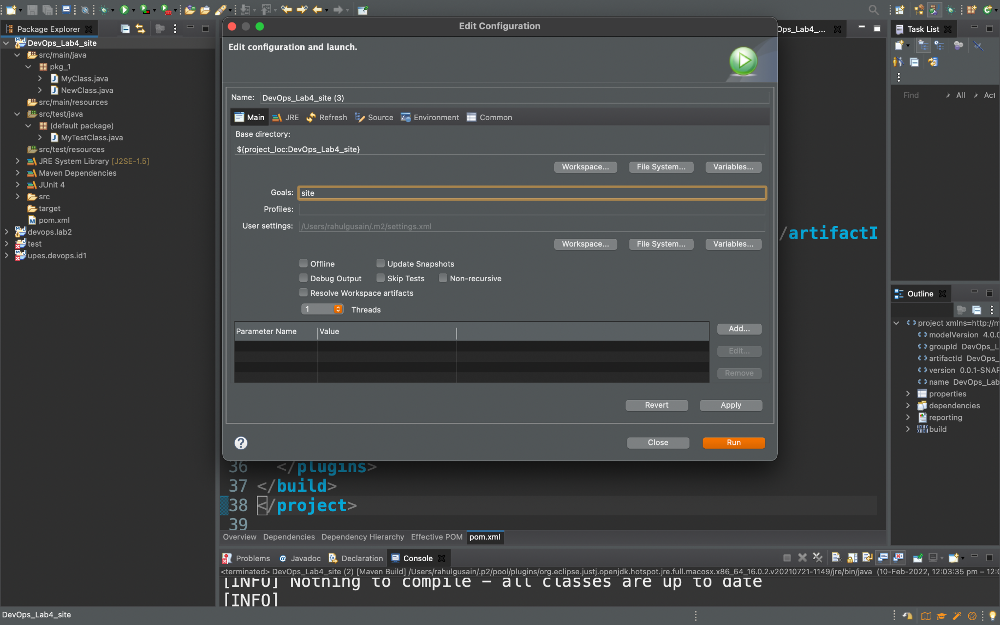 Package Explorer
DevOps_Lab4_site
src/main/java
pkg_1
MyClass.java
NewClass.java
src/main/resources
src/test/java
(default package)
MyTestClass.java
src/test/resources
JRE System Library [J2SE-1.5]
Maven Dependencies
JUnit 4
src
target
pom.xml
devops.lab2
test
upes.devops.id1
Edit Configuration
Edit configuration and launch.
Name: DevOps_Lab4_site (3)
Main JRE Refresh Source Environment Common
Base directory:
${project_loc:DevOps_Lab4_site}
Workspace... File System... Variables...
Goals: site
Profiles:
User settings: /Users/rahulgusain/.m2/settings.xml
Workspace... File System... Variables...
Offline Update Snapshots
Debug Output Skip Tests Non-recursive
Resolve Workspace artifacts
1 Threads
Parameter Name Value
Add...
Edit...
Remove
Revert Apply
Close Run
Ops_Lab4_...
/artifactI
36 </plugins>
37 </build>
38 </project>
39
Overview Dependencies Dependency Hierarchy Effective POM pom.xml
Problems Javadoc Declaration Console
<terminated> DevOps_Lab4_site (2) [Maven Build] /Users/rahulgusain/.p2/pool/plugins/org.eclipse.justj.openjdk.hotspot.jre.full.macosx.x86_64_16.0.2.v20210721-1149/jre/bin/java (10-Feb-2022, 12:03:35 pm – 12:0
[INFO] Nothing to compile - all classes are up to date
[INFO]
Task List
Find All Act
Outline
project xmlns=http://m
modelVersion 4.0.0
groupId DevOps_L
artifactId DevOps_
version 0.0.1-SNAP
name DevOps_Lab
properties
dependencies
reporting
build
DevOps_Lab4_site